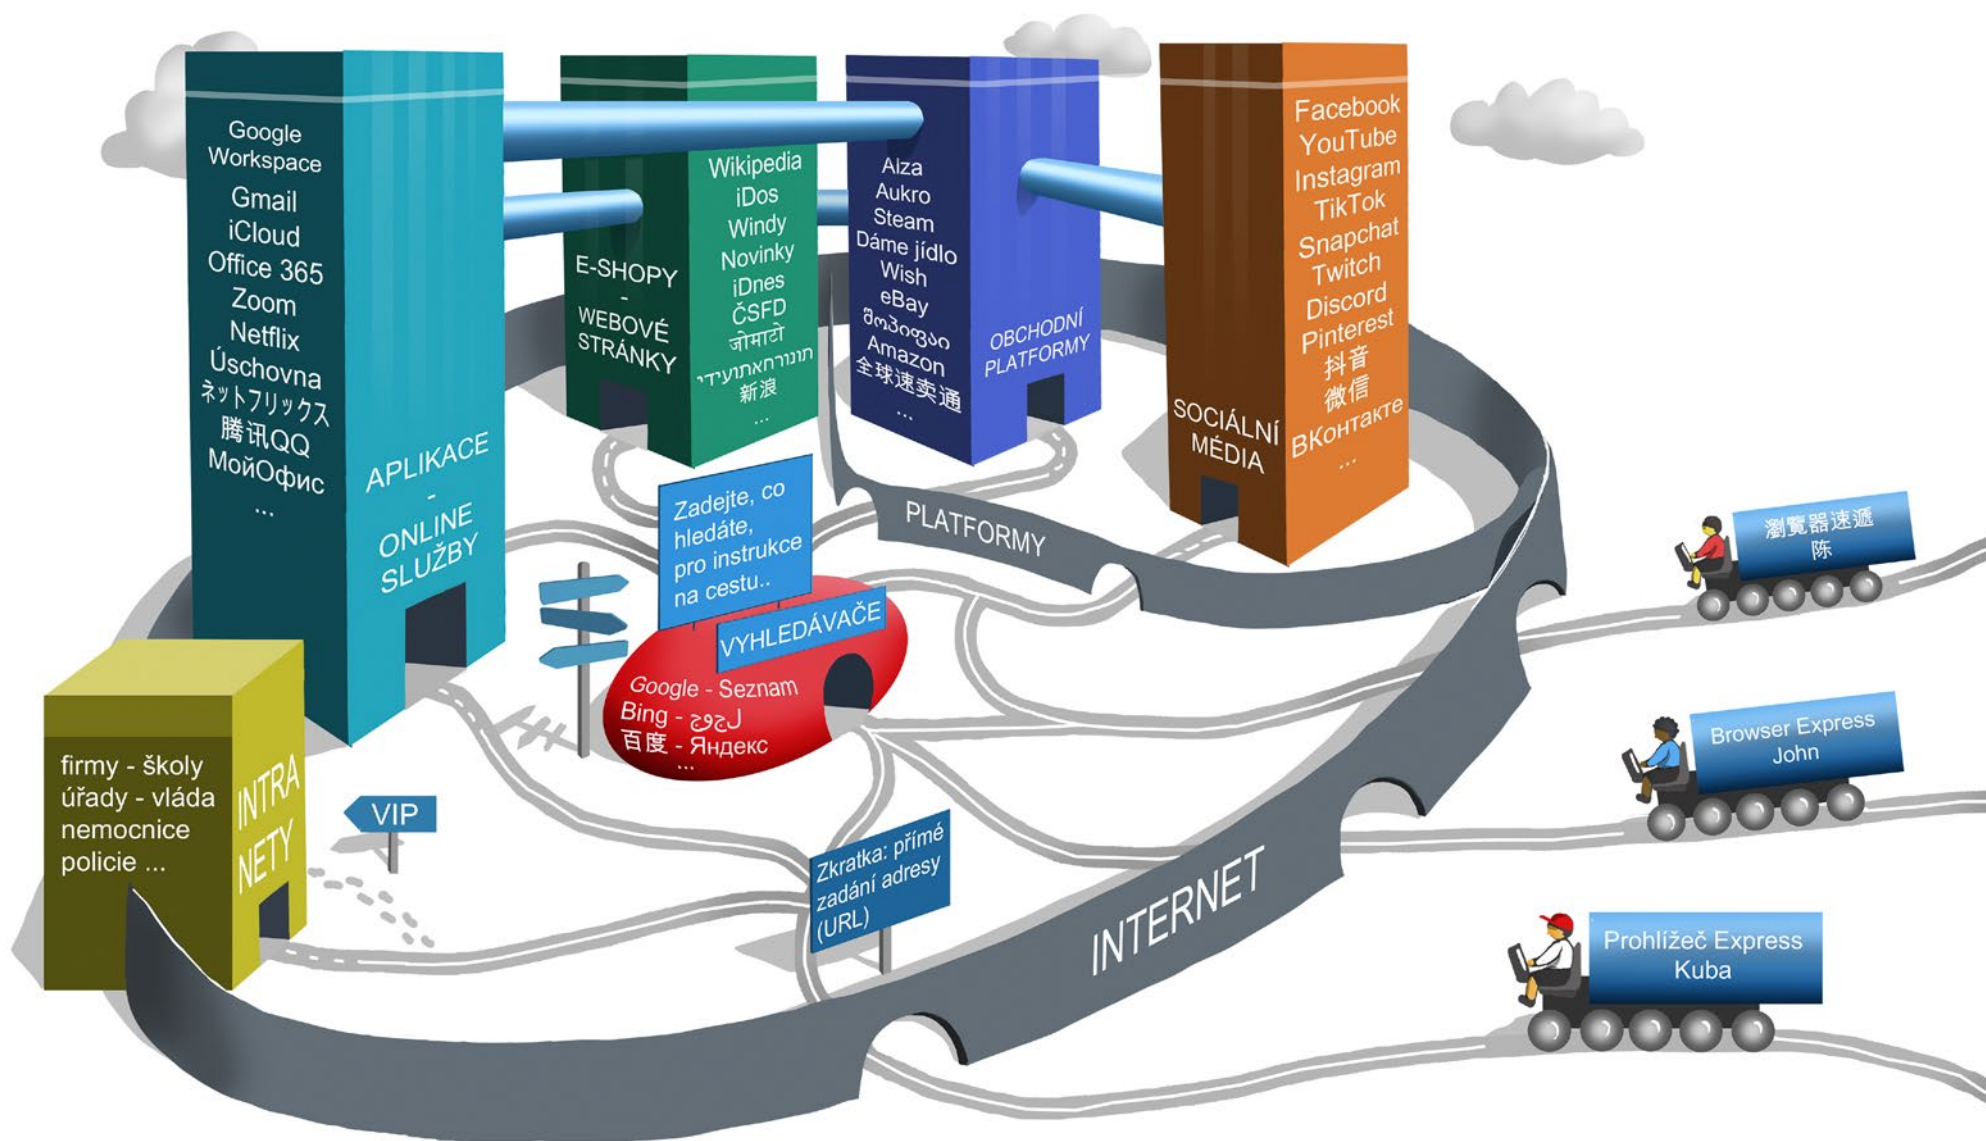 Google
Workspace
Gmail
iCloud
Office 365
Zoom
Netflix
Úschovna
ネットフリックス
腾讯QQ
МойОфис
...
APLIKACE
-
ONLINE
SLUŽBY
E-SHOPY
-
WEBOVÉ
STRÁNKY
Wikipedia
iDos
Windy
Novinky
iDnes
ČSFD
जोमाटो
新浪
...
Alza
Aukro
Steam
Dáme jídlo
Wish
eBay
შოპიფაი
Amazon
全球速卖通
...
OBCHODNÍ
PLATFORMY
SOCIÁLNÍ
MÉDIA
Facebook
YouTube
Instagram
TikTok
Snapchat
Twitch
Discord
Pinterest
抖音
微信
ВКонтакте
...
Zadejte, co
hledáte,
pro instrukce
na cestu..
VYHLEDÁVAČE
Google - Seznam
Bing - لجوج
百度 - Яндекс
...
PLATFORMY
firmy - školy
úřady - vláda
nemocnice
policie ...
INTRA
NETY
VIP
Zkratka: přímé
zadání adresy
(URL)
INTERNET
瀏覽器速遞
陈
Browser Express
John
Prohlížeč Express
Kuba